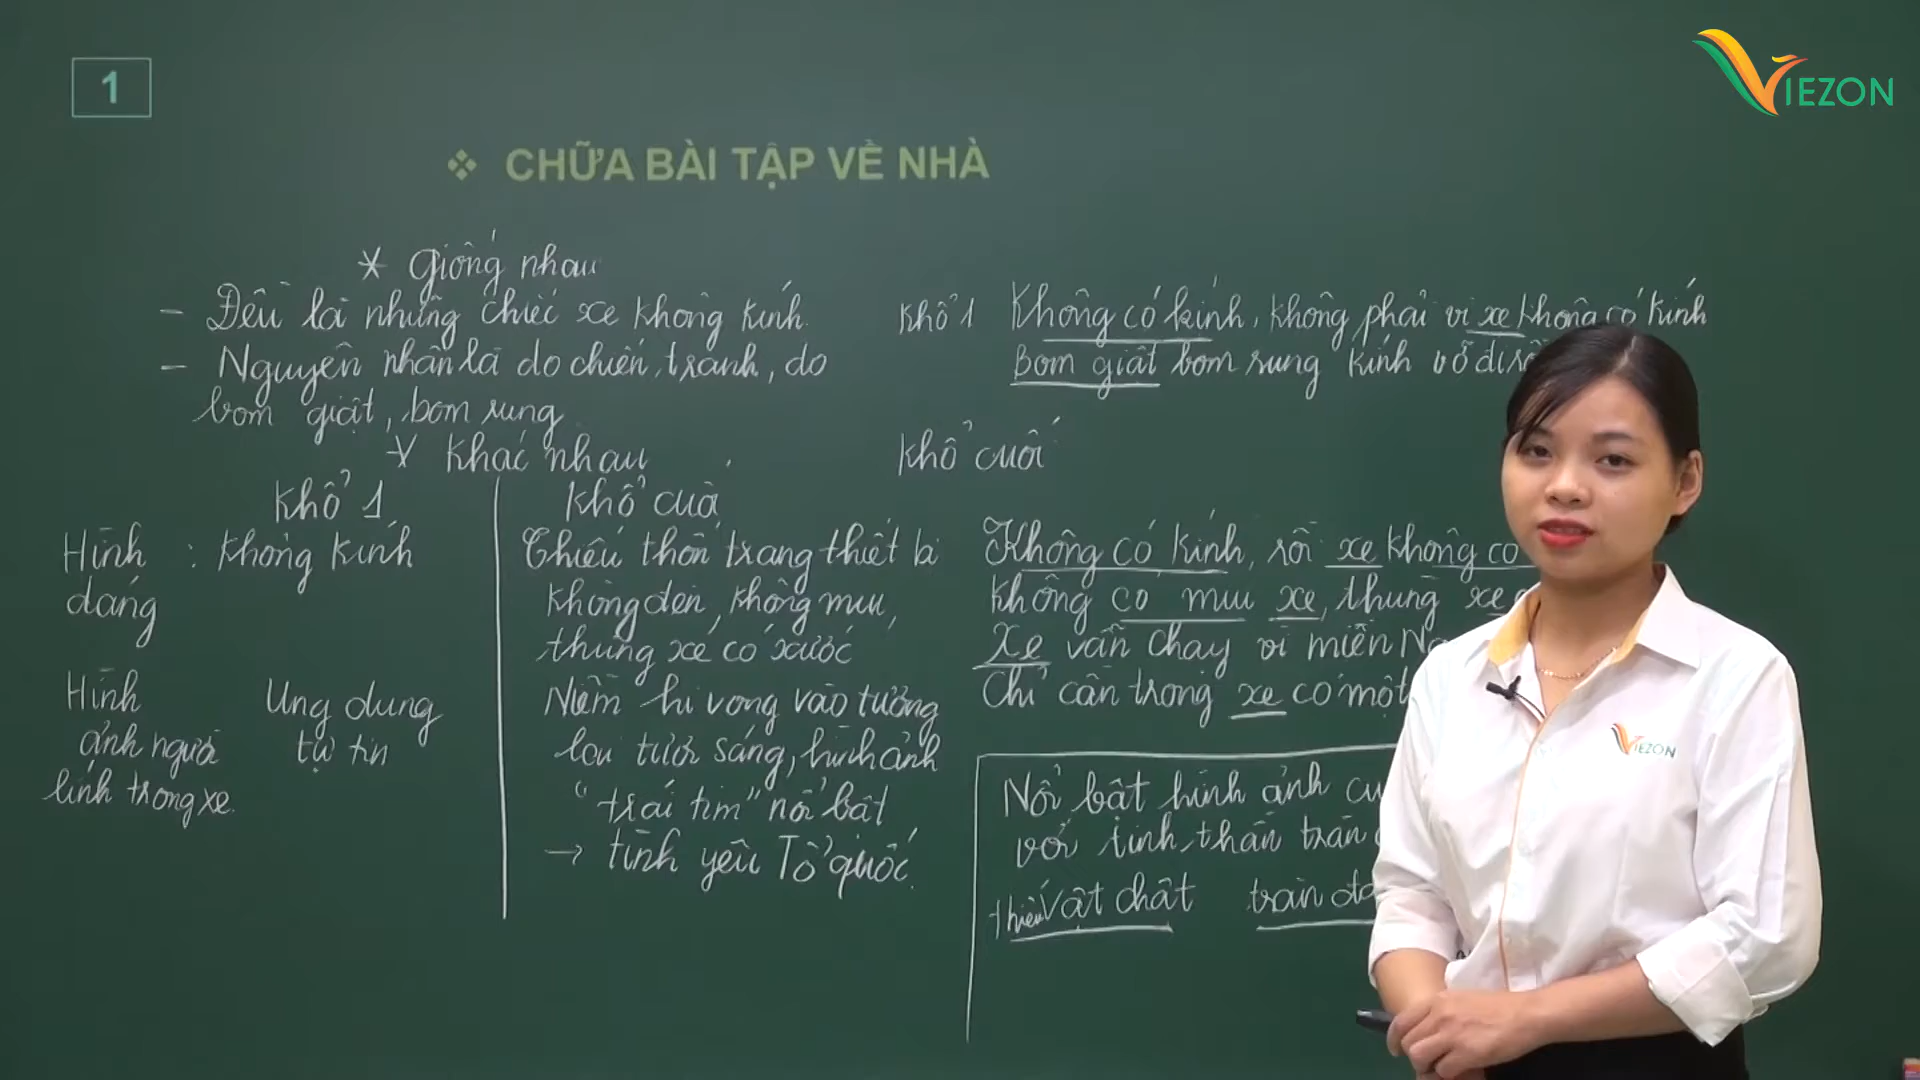 1
VIEZON
❖ CHỮA BÀI TẬP VỀ NHÀ
* Giống nhau
- Đều là những chiếc xe không kính.
- Nguyên nhân là do chiến tranh, do
bom giật, bom rung
* Khác nhau
Khổ 1
Hình dáng : Không kính
Hình
ảnh người
lính trong xe.
Ung dung
tự tin
Khổ cuối
Thiếu thốn trang thiết bị
không đèn, không mui,
thùng xe có xước
Niềm hi vọng vào tương
lai tươi sáng, hình ảnh
"trái tim" nổi bật
→ tình yêu Tổ quốc.
Khổ 1 Không có kính, không phải vì xe không có kính
Bom giật bom rung kính vỡ đi rồi
Khổ cuối
Không có kính, rồi xe không có
không có mui xe, thùng xe
Xe vẫn chạy vì miền
Chỉ cần trong xe có một
Nổi bật hình ảnh
với tinh thần tràn
thiếu vật chất tràn
VIEZON